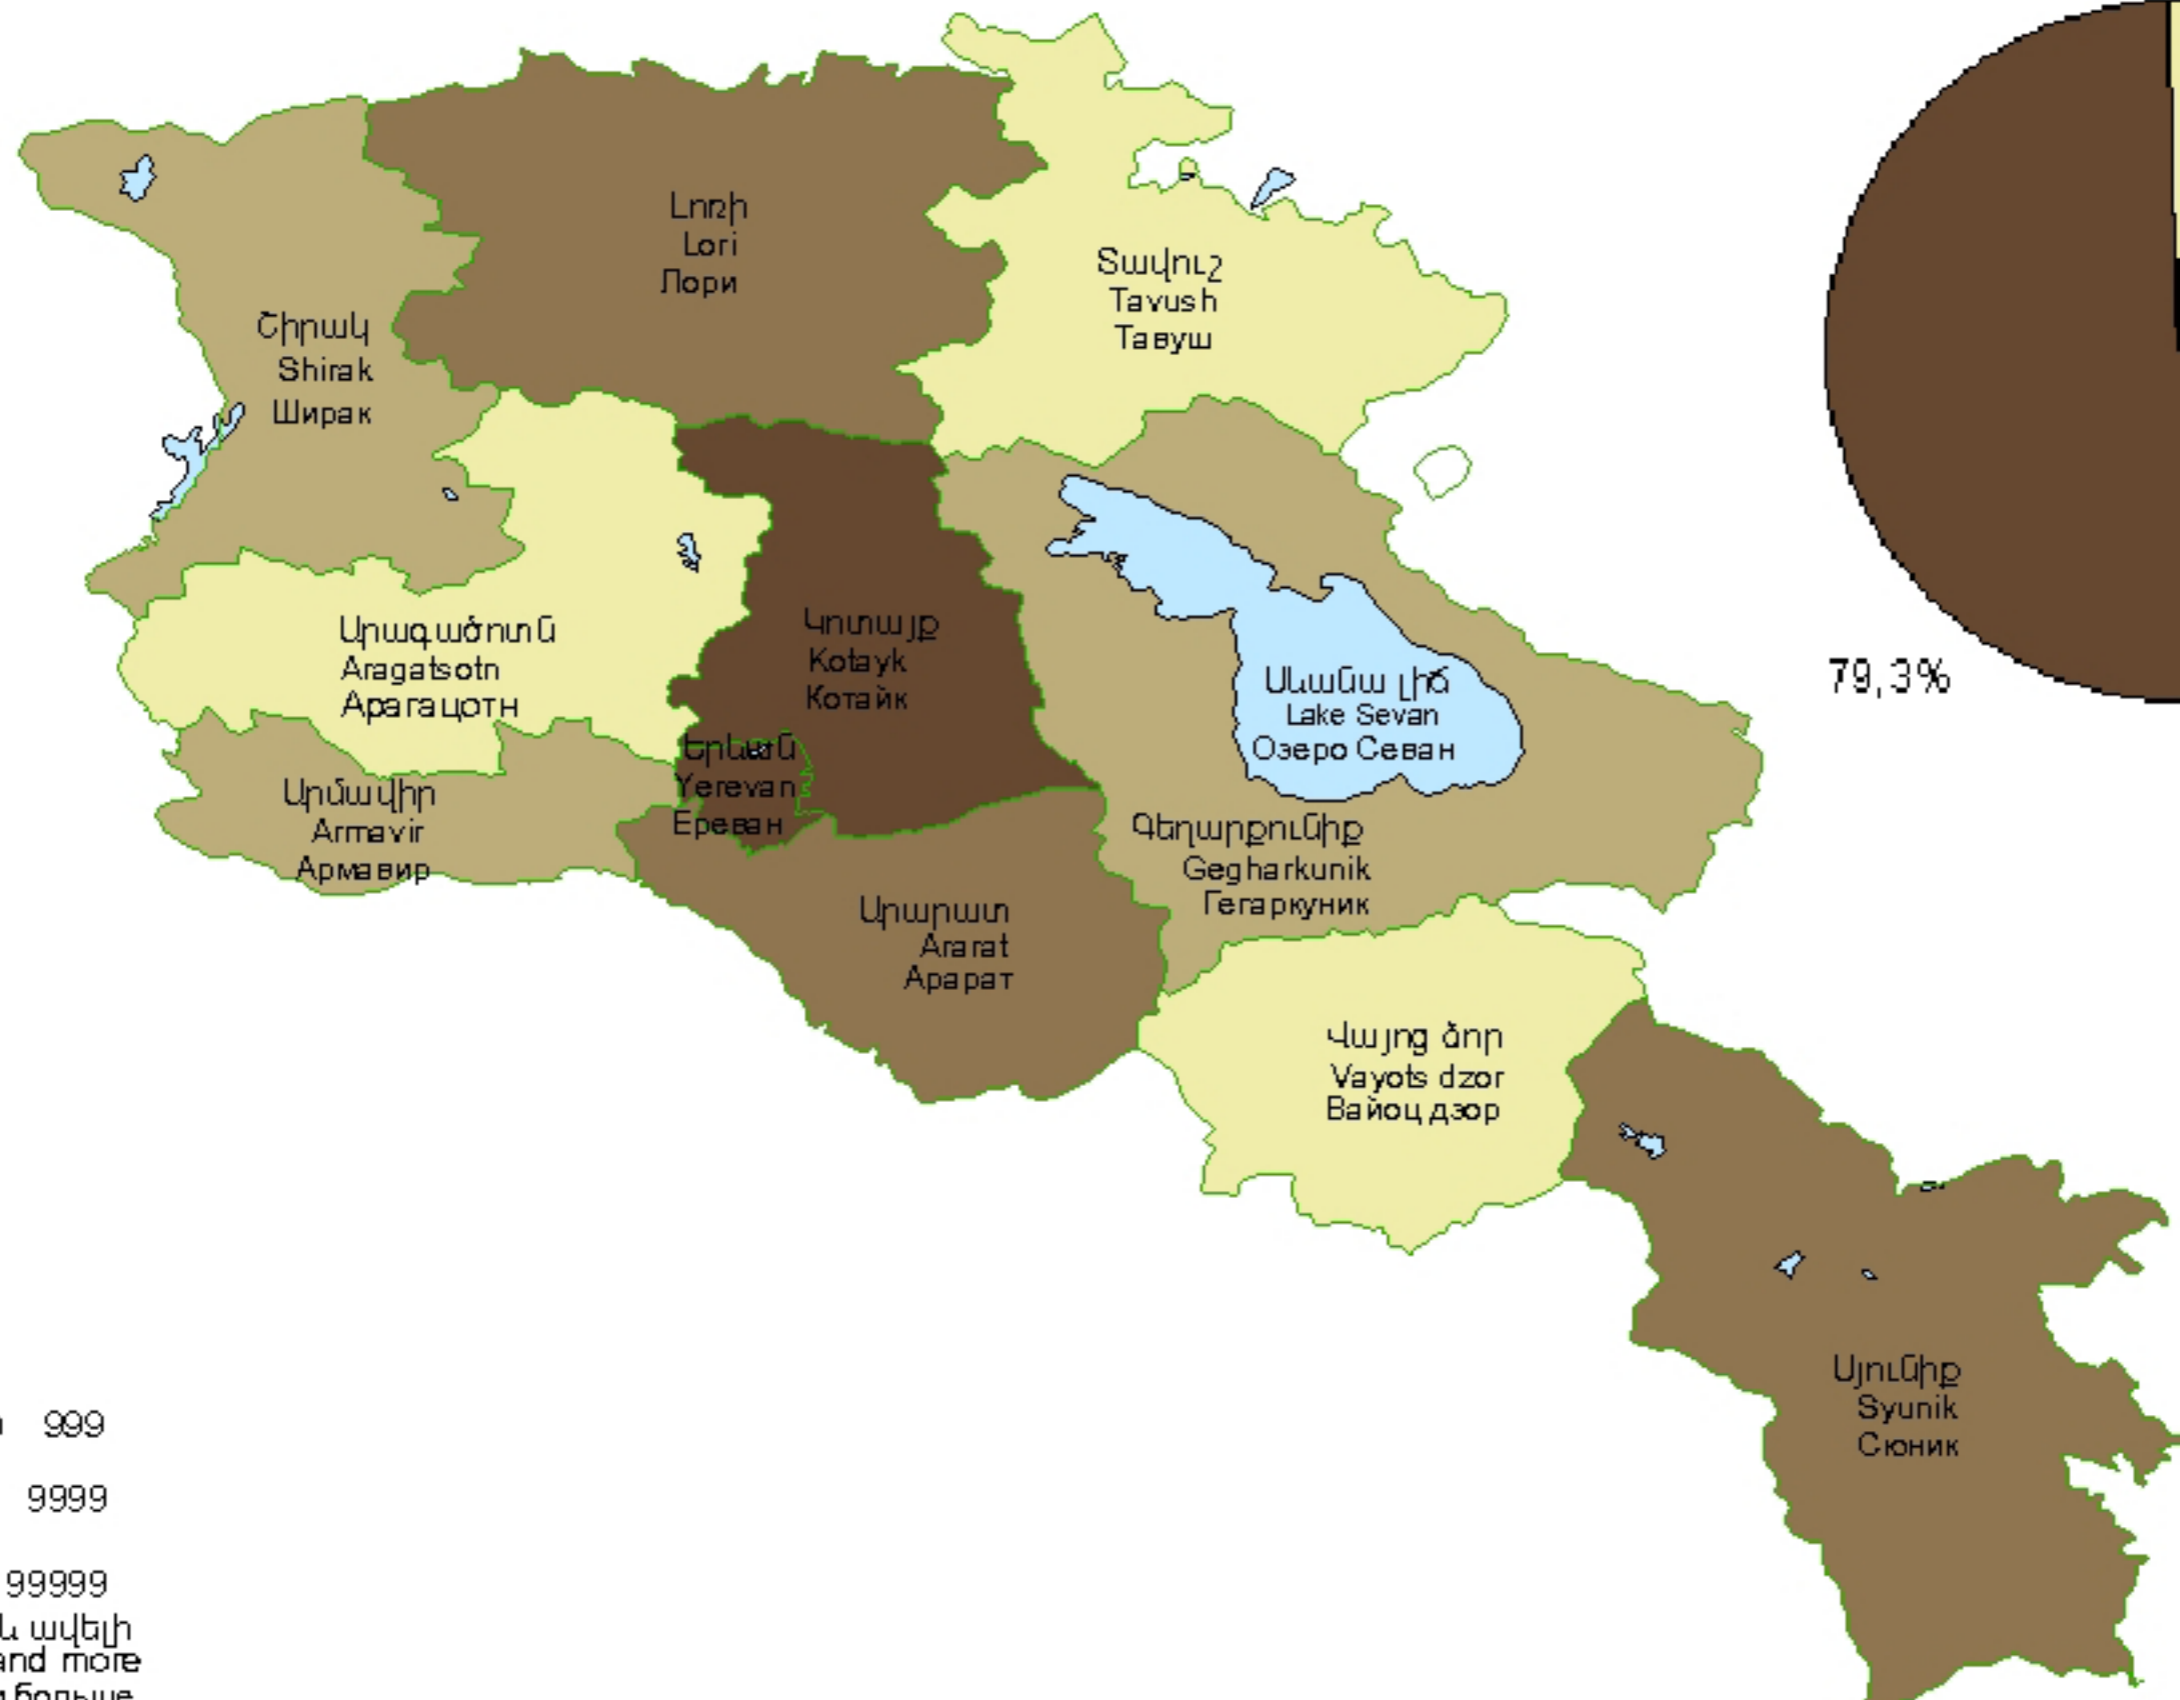 Լոռի
Lori
Лори
Տավուշ
Tavush
Тавуш
Շիրակ
Shirak
Ширак
Արագածոտն
Aragatsotn
Арагацотн
Կոտայք
Kotayk
Котайк
Սևանա լիճ
Lake Sevan
Озеро Севан
79,3%
Երևան
Yerevan
Ереван
Արմավիր
Armavir
Армавир
Գեղարքունիք
Gegharkunik
Гегаркуник
Արարատ
Ararat
Арарат
Վայոց ձոր
Vayots dzor
Вайоц дзор
Սյունիք
Syunik
Сюник
999
9999
99999
և ավելի
and more
больше